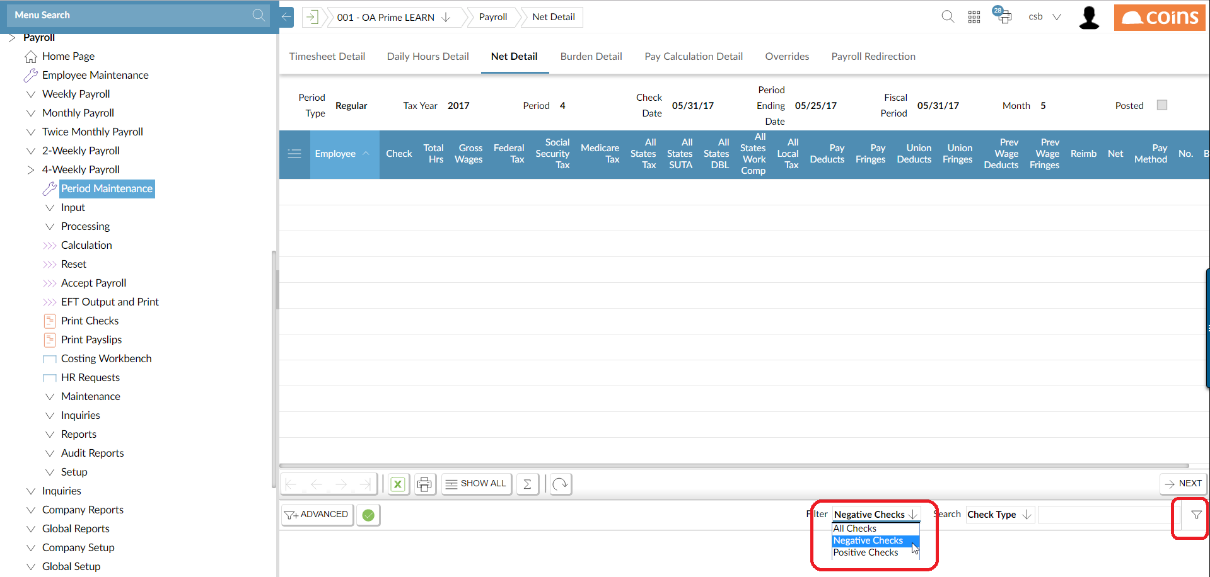 Menu Search
001 - OA Prime LEARN
Payroll
Net Detail
28
csb
coins
Payroll
Home Page
Employee Maintenance
Weekly Payroll
Monthly Payroll
Twice Monthly Payroll
2-Weekly Payroll
4-Weekly Payroll
Period Maintenance
Input
Processing
Calculation
Reset
Accept Payroll
EFT Output and Print
Print Checks
Print Payslips
Costing Workbench
HR Requests
Maintenance
Inquiries
Reports
Audit Reports
Setup
Inquiries
Company Reports
Global Reports
Company Setup
Global Setup
Timesheet Detail Daily Hours Detail Net Detail Burden Detail Pay Calculation Detail Overrides Payroll Redirection
Period Type Regular Tax Year 2017 Period 4 Check Date 05/31/17 Period Ending Date 05/25/17 Fiscal Period 05/31/17 Month 5 Posted
Employee
Check
Total Hrs
Gross Wages
Federal Tax
Social Security Tax
Medicare Tax
All States Tax
All States SUTA
All States DBL
All States Work Comp
All Local Tax
Pay Deducts
Pay Fringes
Union Deducts
Union Fringes
Prev Wage Deducts
Prev Wage Fringes
Reimb
Net
Pay Method
No.
B
SHOW ALL
Σ
NEXT
ADVANCED
Filter Negative Checks Search Check Type
All Checks
Negative Checks
Positive Checks